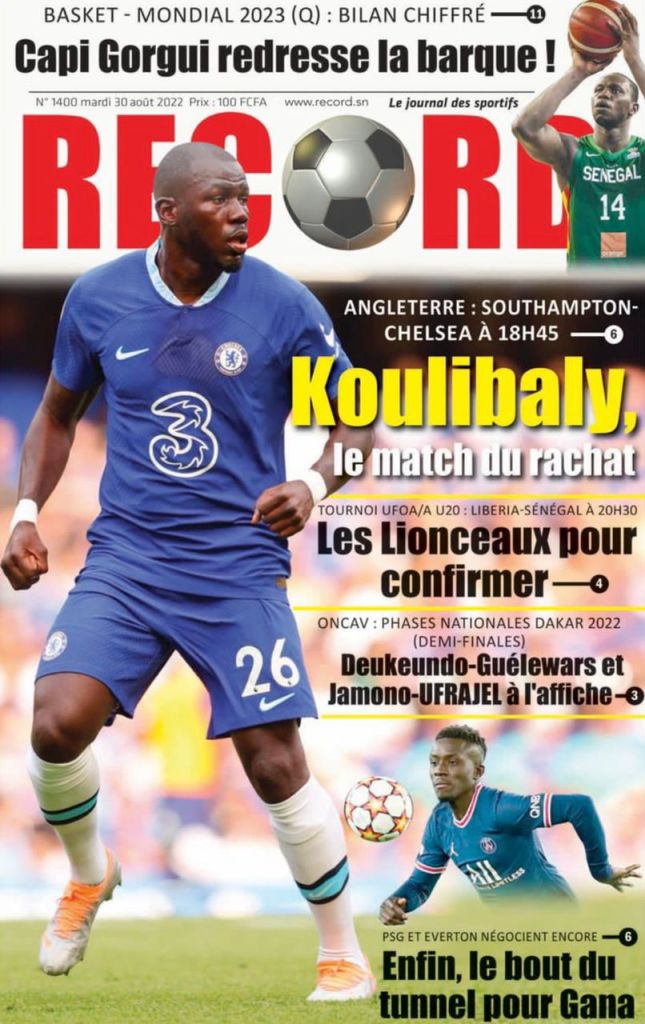 BASKET - MONDIAL 2023 (Q) : BILAN CHIFFRÉ 11
Capi Gorgui redresse la barque !
N° 1400 mardi 30 août 2022 Prix : 100 FCFA www.record.sn Le journal des sportifs
RECORD
SENEGAL
14
orange
ANGLETERRE : SOUTHAMPTON-
CHELSEA À 18H45 6
Koulibaly,
le match du rachat
3
TOURNOI UFOA/A U20 : LIBERIA-SÉNÉGAL À 20H30
Les Lionceaux pour
confirmer 4
ONCAV : PHASES NATIONALES DAKAR 2022
(DEMI-FINALES)
Deukeundo-Guélewars et
Jamono-UFRAJEL à l'affiche 3
26
QNB
ALL
LIMITLESS
PSG ET EVERTON NÉGOCIENT ENCORE 6
Enfin, le bout du
tunnel pour Gana